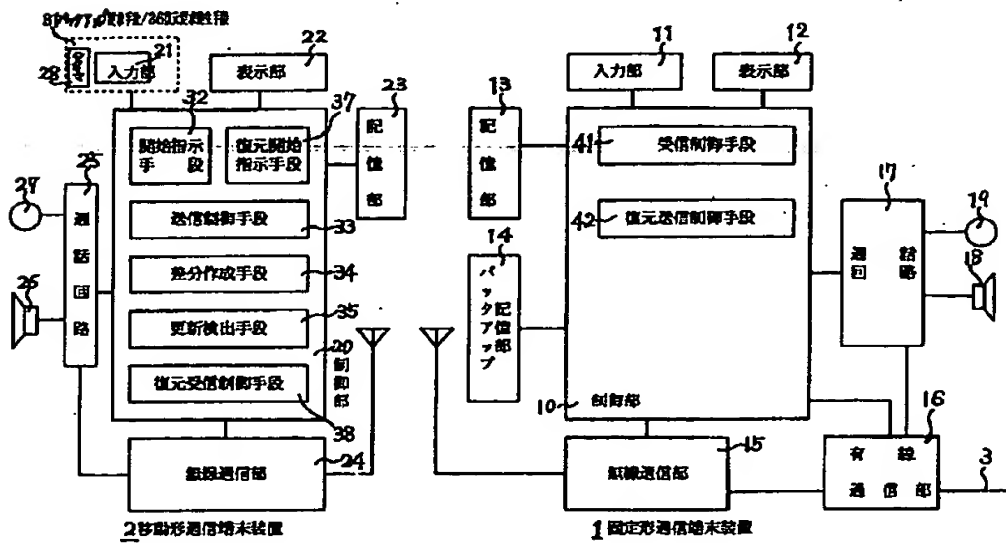 21
22
11
12
28
入力部
表示部
入力部
表示部
32
37
23
13
開始指示
手段
復元開始
指示手段
記憶部
記憶部
41
受信制御手段
25
17
27
通話回路
送信制御手段
33
42
復元送信制御手段
通話
回路
19
18
14
差分作成手段
34
バックアップ
記憶部
26
更新検出手段
35
20
制御部
復元受信制御手段
38
10
制御部
16
無線通信部
24
無線通信部
15
有線
通信部
3
2移動形通信端末装置
1固定形通信端末装置